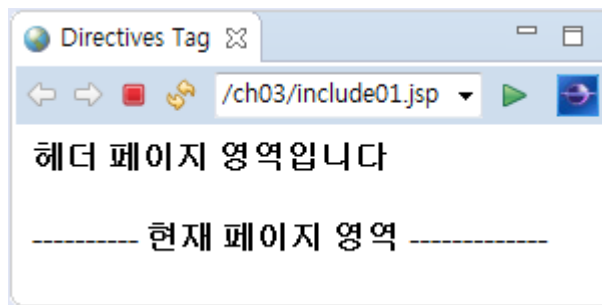 Directives Tag
/ch03/include01.jsp
헤더 페이지 영역입니다
---------- 현재 페이지 영역 -------------